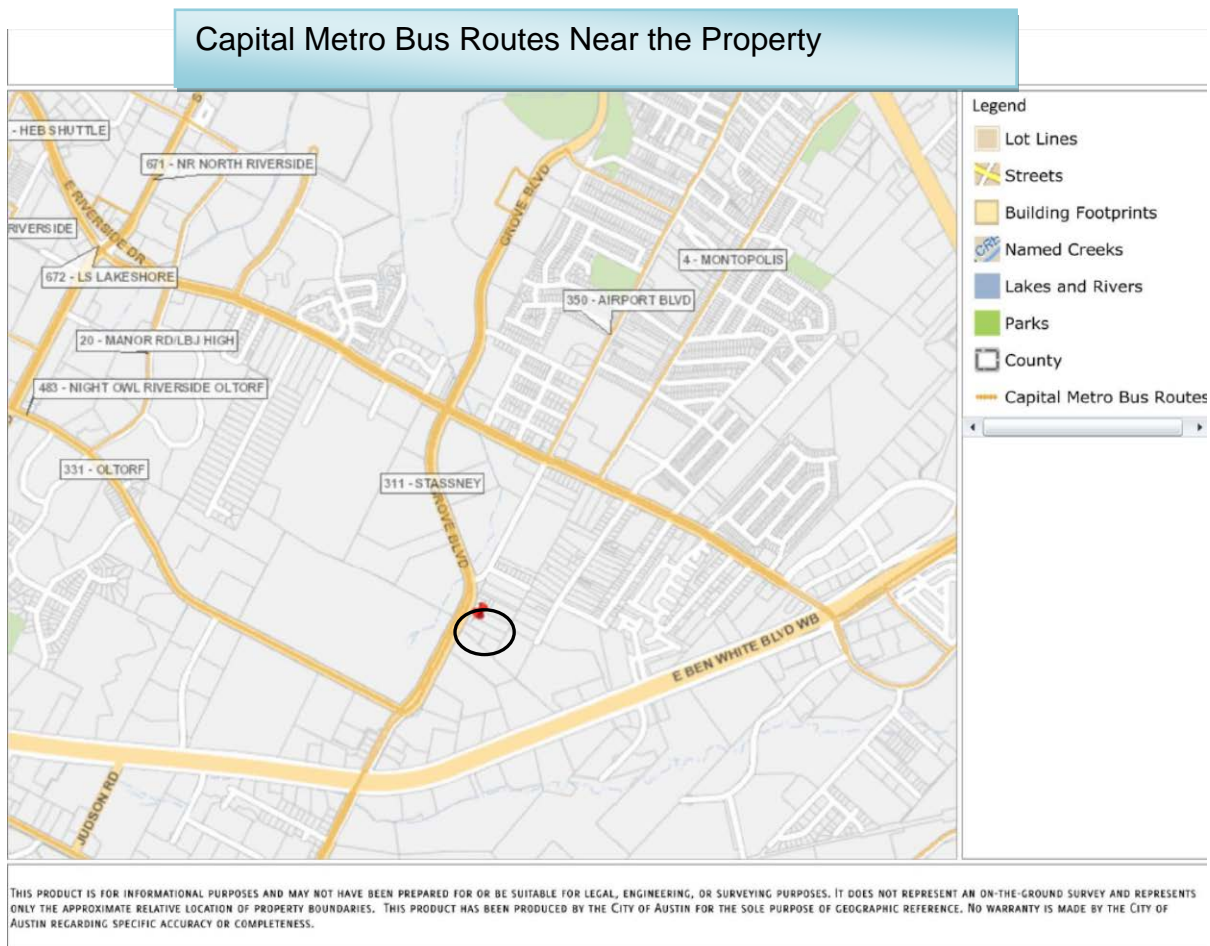 Capital Metro Bus Routes Near the Property
- HEB SHUTTLE
671 - NR NORTH RIVERSIDE
E RIVERSIDE DR
RIVERSIDE
672 - LS LAKESHORE
GROVE BLVD
4 - MONTOPOLIS
350 - AIRPORT BLVD
20 - MANOR RD/LBJ HIGH
483 - NIGHT OWL RIVERSIDE OLTORF
331 - OLTORF
311 - STASSNEY
GROVE BLVD
E BEN WHITE BLVD WB
JUDSON RD
Legend
Lot Lines
Streets
Building Footprints
CRE
Named Creeks
Lakes and Rivers
Parks
County
Capital Metro Bus Routes
THIS PRODUCT IS FOR INFORMATIONAL PURPOSES AND MAY NOT HAVE BEEN PREPARED FOR OR BE SUITABLE FOR LEGAL, ENGINEERING, OR SURVEYING PURPOSES. IT DOES NOT REPRESENT AN ON-THE-GROUND SURVEY AND REPRESENTS
ONLY THE APPROXIMATE RELATIVE LOCATION OF PROPERTY BOUNDARIES. THIS PRODUCT HAS BEEN PRODUCED BY THE CITY OF AUSTIN FOR THE SOLE PURPOSE OF GEOGRAPHIC REFERENCE. NO WARRANTY IS MADE BY THE CITY OF
AUSTIN REGARDING SPECIFIC ACCURACY OR COMPLETENESS.